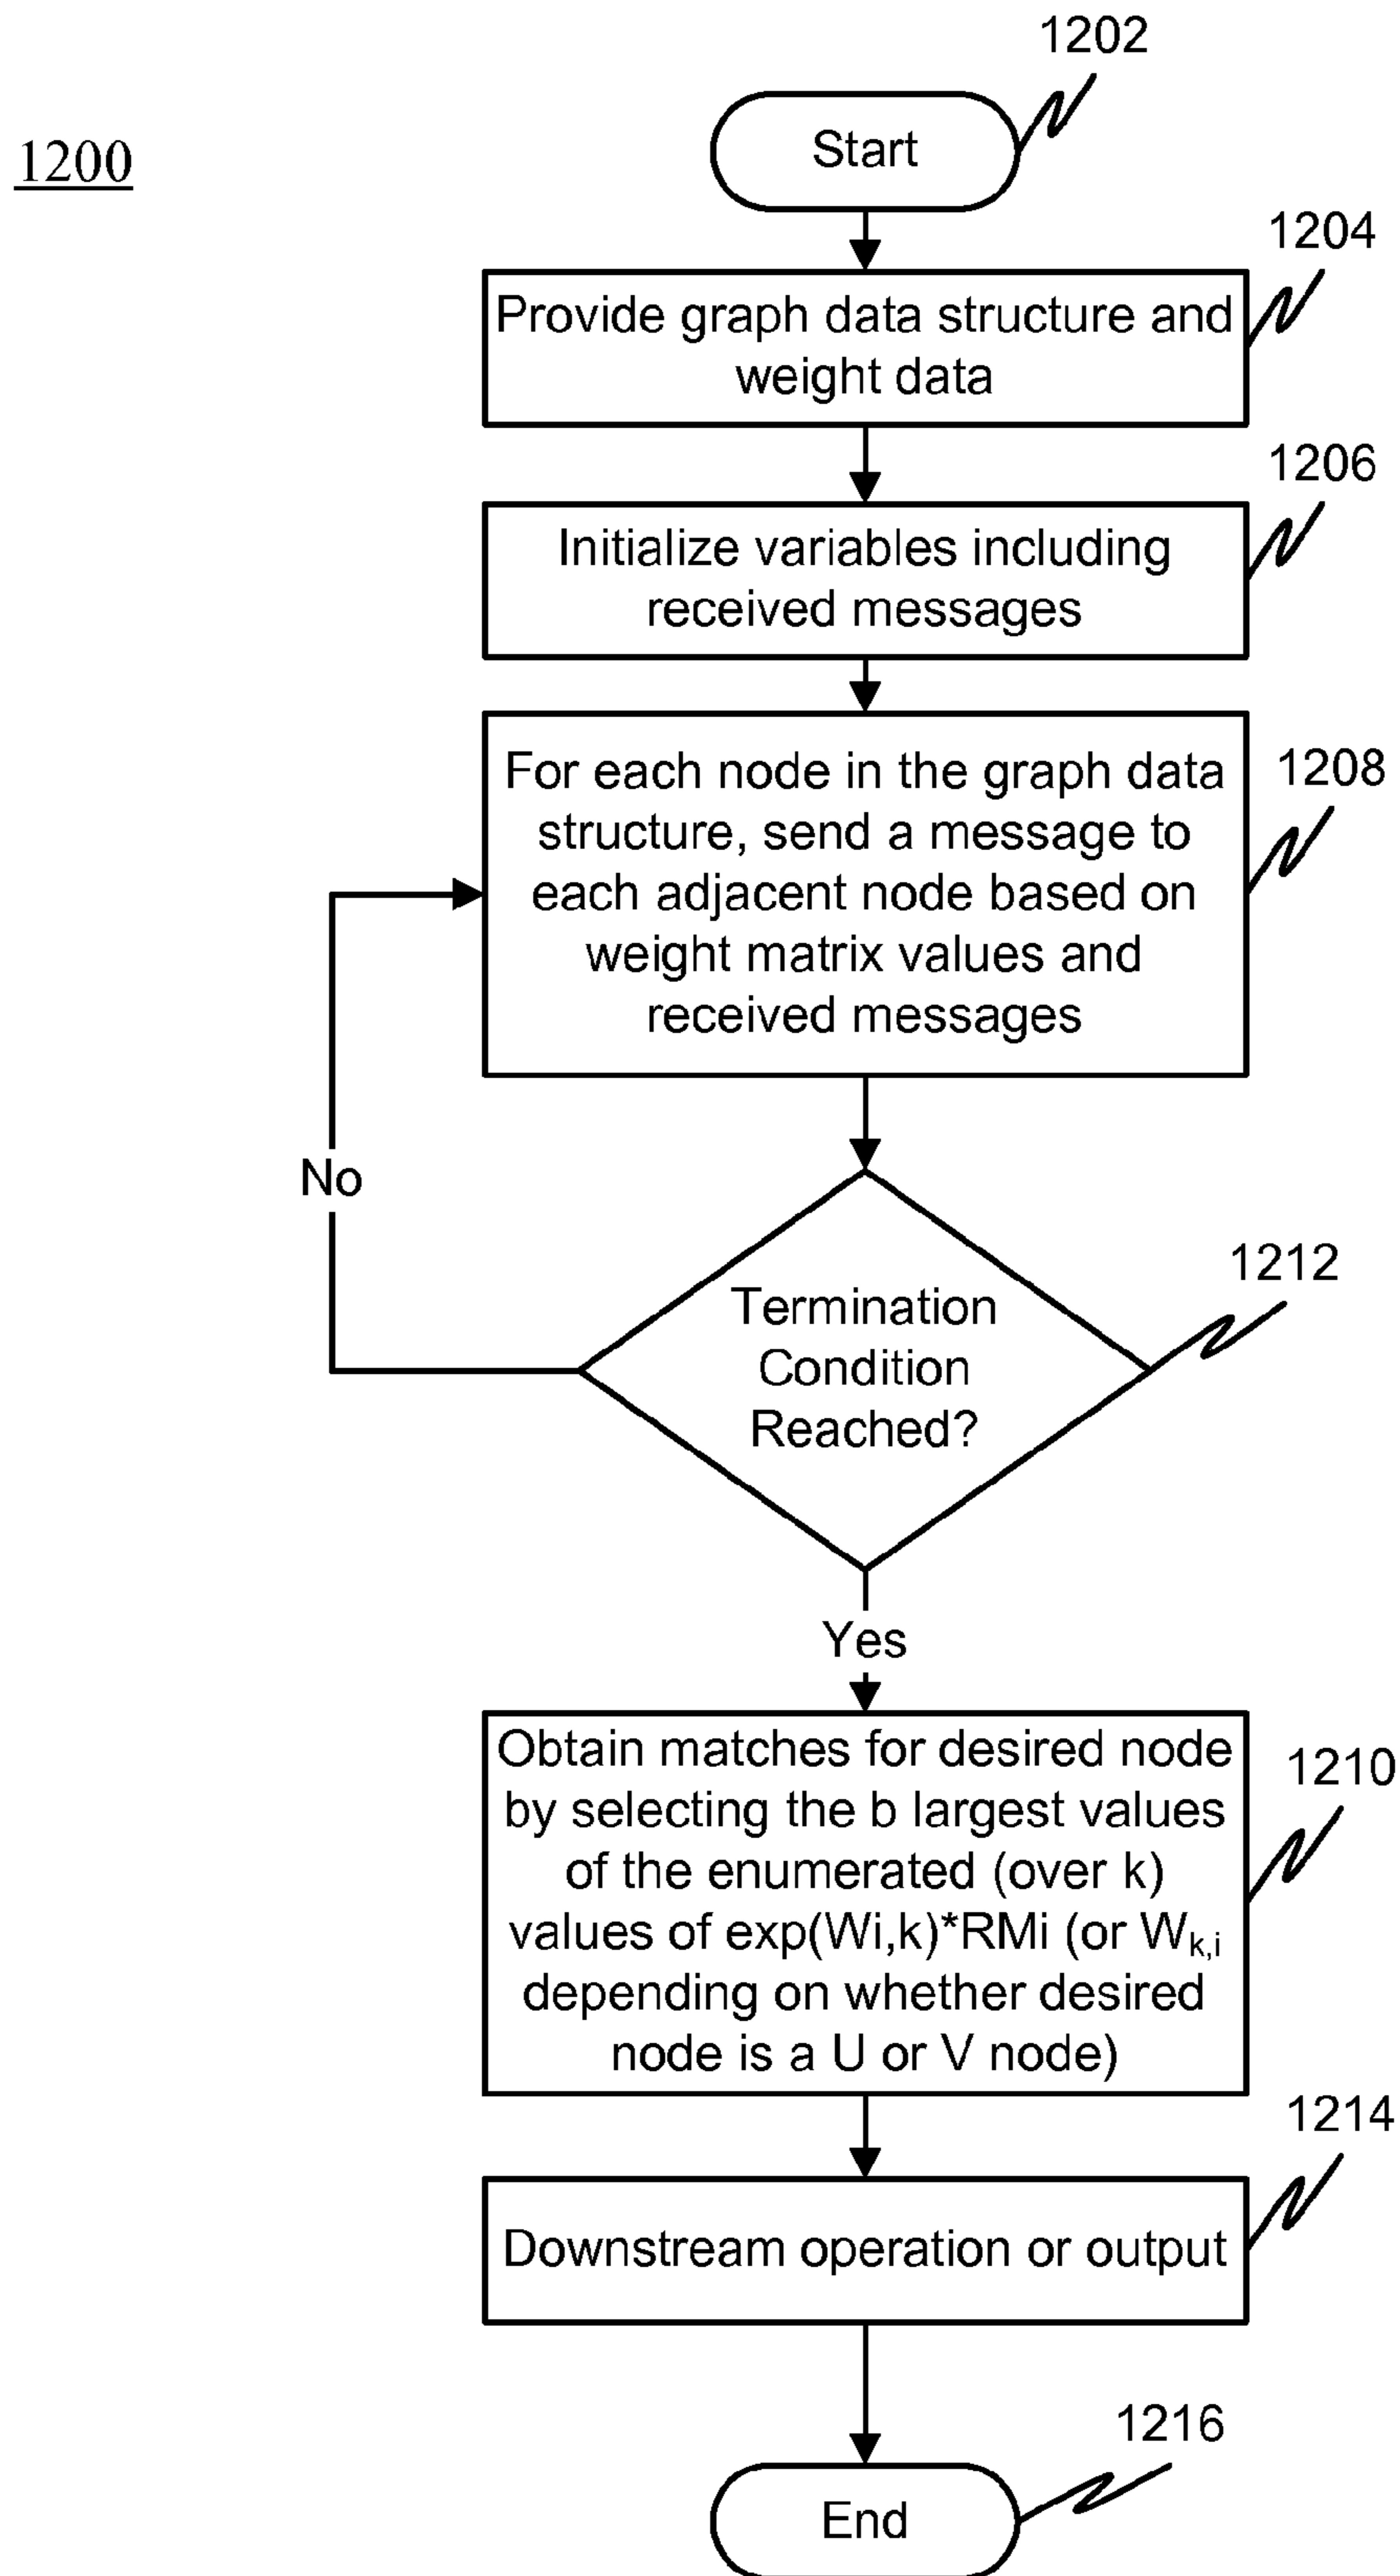 1202
Start
1200
1204
Provide graph data structure and
weight data
1206
Initialize variables including
received messages
1208
For each node in the graph data
structure, send a message to
each adjacent node based on
weight matrix values and
received messages
No
1212
Termination
Condition
Reached?
Yes
1210
Obtain matches for desired node
by selecting the b largest values
of the enumerated (over k)
values of exp(Wi,k)*RMi (or Wk,i
depending on whether desired
node is a U or V node)
1214
Downstream operation or output
1216
End